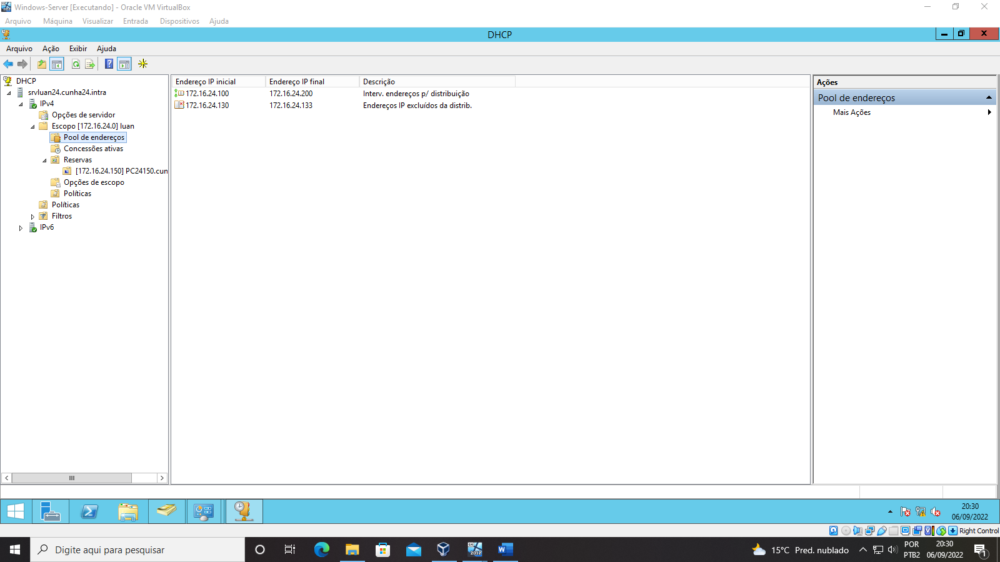 Windows-Server [Executando] - Oracle VM VirtualBox
Arquivo Máquina Visualizar Entrada Dispositivos Ajuda
DHCP
Arquivo Ação Exibir Ajuda
DHCP
srvluan24.cunha24.intra
IPv4
Opções de servidor
Escopo [172.16.24.0] luan
Pool de endereços
Concessões ativas
Reservas
[172.16.24.150] PC24150.cun
Opções de escopo
Políticas
Políticas
Filtros
IPv6
Endereço IP inicial Endereço IP final Descrição
172.16.24.100 172.16.24.200 Interv. endereços p/ distribuição
172.16.24.130 172.16.24.133 Endereços IP excluídos da distrib.
Ações
Pool de endereços
Mais Ações
20:30
06/09/2022
Right Control
Digite aqui para pesquisar
2012
15°C Pred. nublado
POR
PTB2
20:30
06/09/2022
1